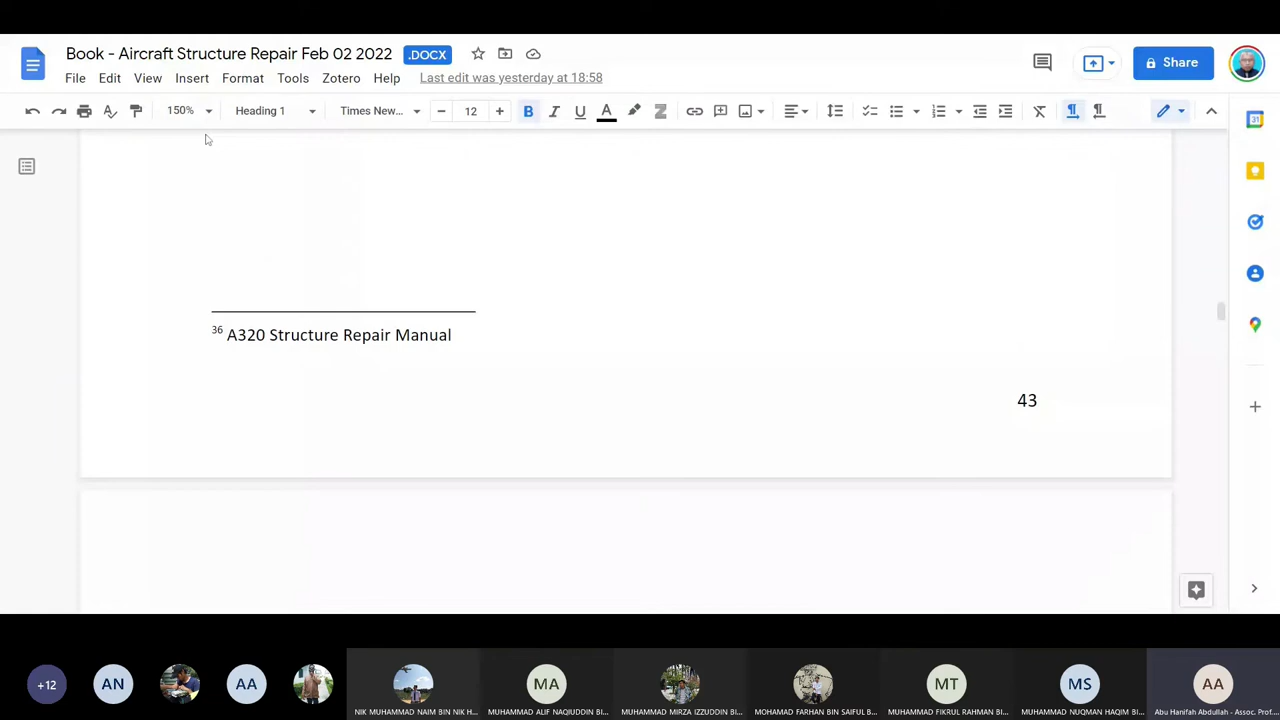 Book - Aircraft Structure Repair Feb 02 2022 .DOCX
Share
File Edit View Insert Format Tools Zotero Help Last edit was yesterday at 18:58
150% Heading 1 Times New... 12 B I U A
31
36 A320 Structure Repair Manual
43
+12 AN AA MA MT MS AA
NIK MUHAMMAD NAIM BIN NIK H... MUHAMMAD ALIF NAQIUDDIN BI... MUHAMMAD MIRZA IZZUDDIN BI... MOHAMAD FARHAN BIN SAIFUL B... MUHAMMAD FIKRUL RAHMAN BI... MUHAMMAD NUQMAN HAQIM BI... Abu Hanifah Abdullah - Assoc. Prof...